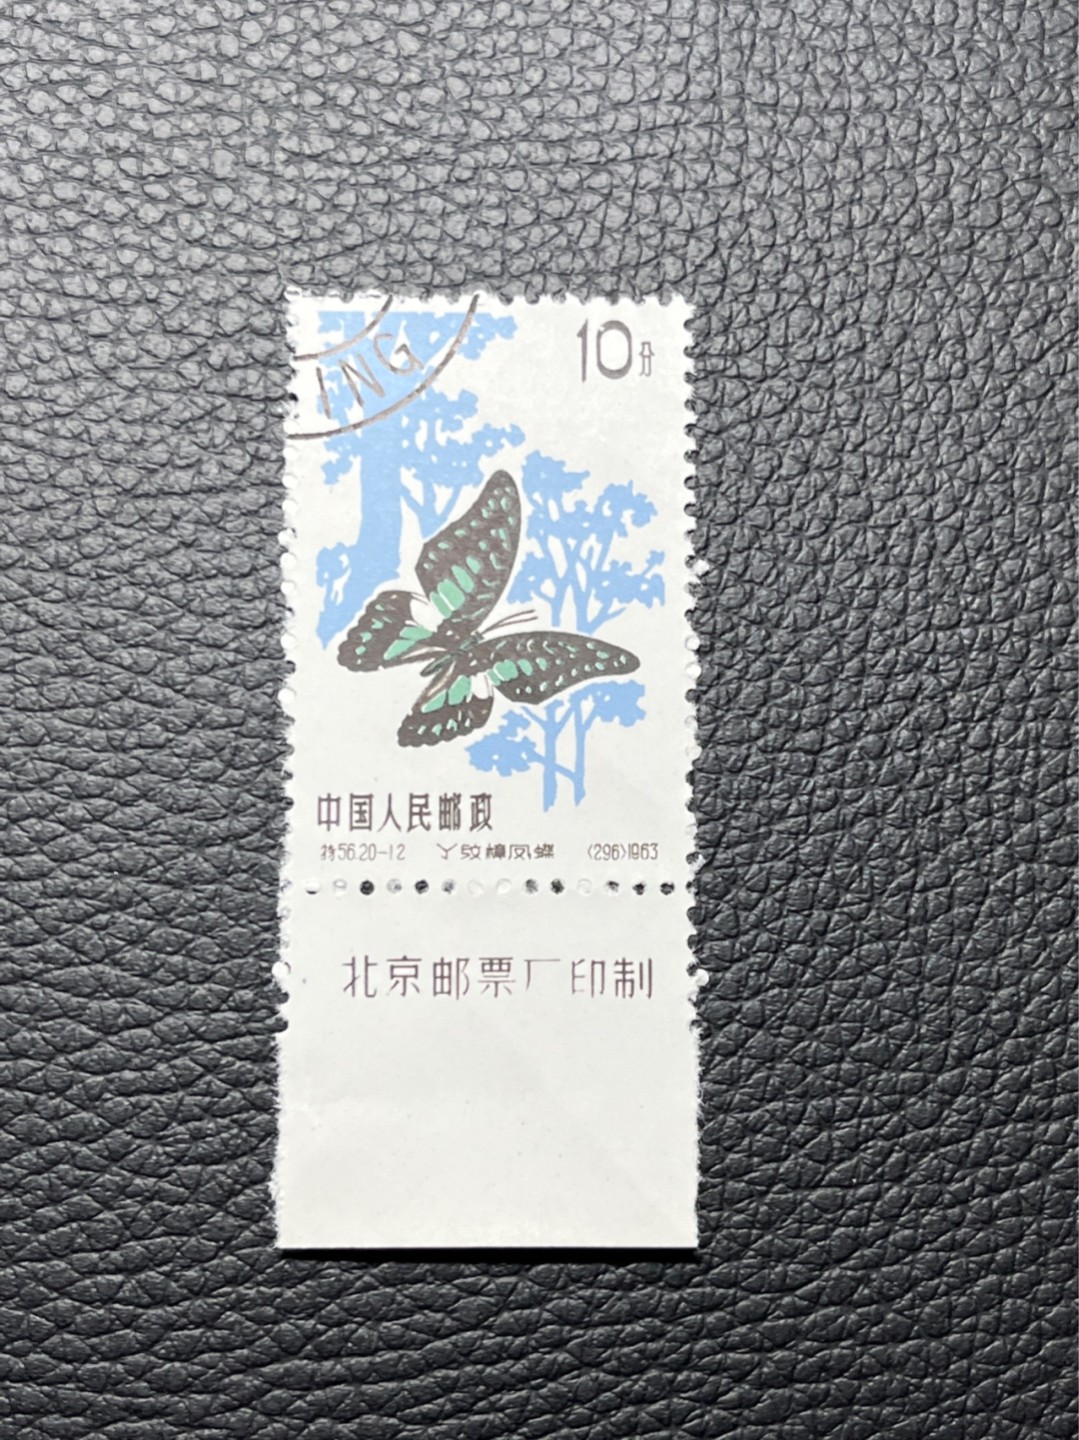 ING
10分
中国人民邮政
特56.20-12 丫纹樟凤蝶 (296)1963
北京邮票厂印制